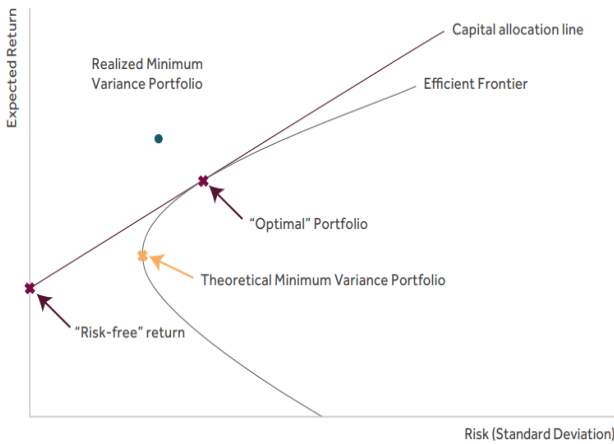 Expected Return
Capital allocation line
Realized Minimum
Variance Portfolio
Efficient Frontier
“Optimal” Portfolio
Theoretical Minimum Variance Portfolio
“Risk-free” return
Risk (Standard Deviation)